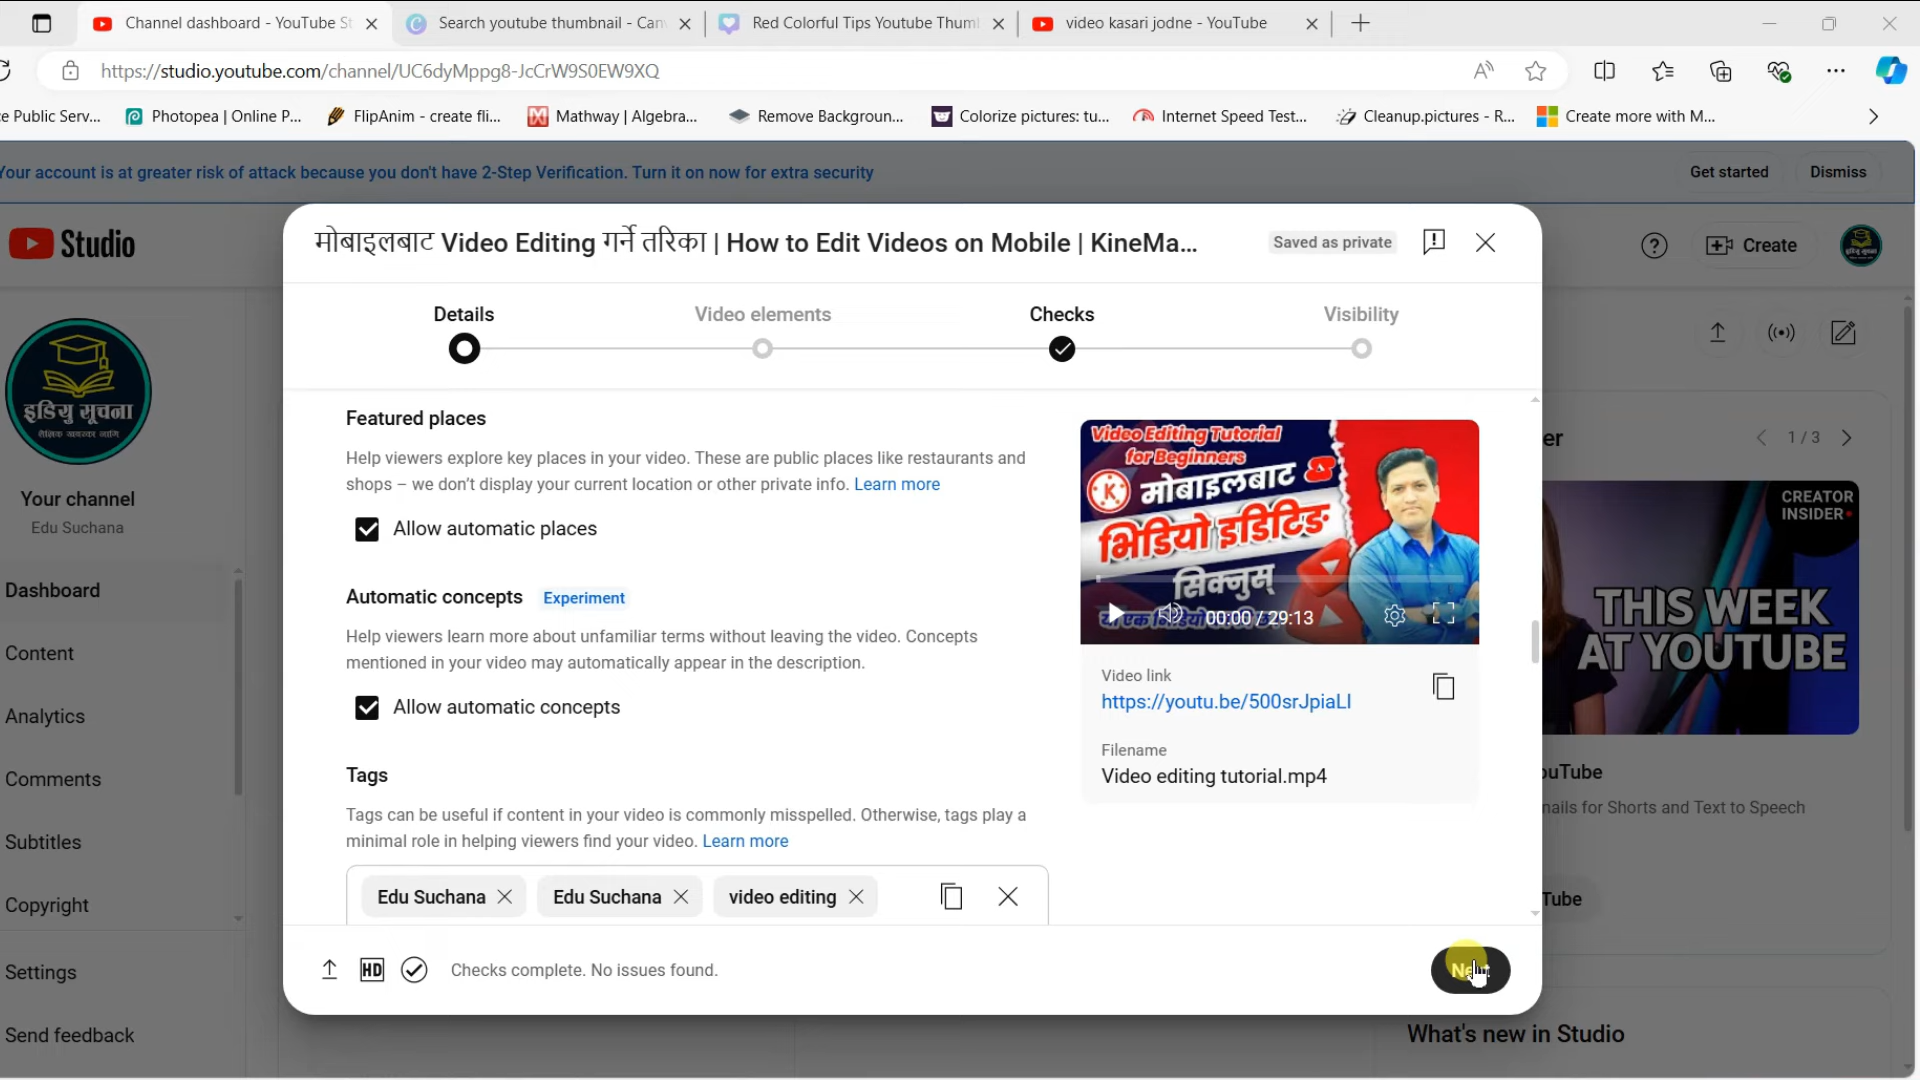 Channel dashboard - YouTube St
Search youtube thumbnail - Can
Red Colorful Tips Youtube Thum
video kasari jodne - YouTube
https://studio.youtube.com/channel/UC6dyMppg8-JcCrW9S0EW9XQ
e Public Serv...
Photopea | Online P...
FlipAnim - create fli...
Mathway | Algebra...
Remove Backgroun...
Colorize pictures: tu...
Internet Speed Test...
Cleanup.pictures - R...
Create more with M...
Your account is at greater risk of attack because you don't have 2-Step Verification. Turn it on now for extra security
Get started
Dismiss
Studio
मोबाइलबाट Video Editing गर्ने तरिका | How to Edit Videos on Mobile | KineMa...
Saved as private
Create
Details
Video elements
Checks
Visibility
इडियु सूचना
Your channel
Edu Suchana
Dashboard
Content
Analytics
Comments
Subtitles
Copyright
Settings
Send feedback
Featured places
Help viewers explore key places in your video. These are public places like restaurants and
shops – we don't display your current location or other private info. Learn more
Allow automatic places
Automatic concepts Experiment
Help viewers learn more about unfamiliar terms without leaving the video. Concepts
mentioned in your video may automatically appear in the description.
Allow automatic concepts
Tags
Tags can be useful if content in your video is commonly misspelled. Otherwise, tags play a
minimal role in helping viewers find your video. Learn more
Edu Suchana
Edu Suchana
video editing
Video Editing Tutorial
for Beginners
K मोबाइलबाट
भिडियो इडिटिङ
सिक्नुस्
00:00 / 29:13
Video link
https://youtu.be/500srJpiaLI
Filename
Video editing tutorial.mp4
HD
Checks complete. No issues found.
Next
er
1 / 3
CREATOR
INSIDER
THIS WEEK
AT YOUTUBE
ouTube
nails for Shorts and Text to Speech
Tube
What's new in Studio